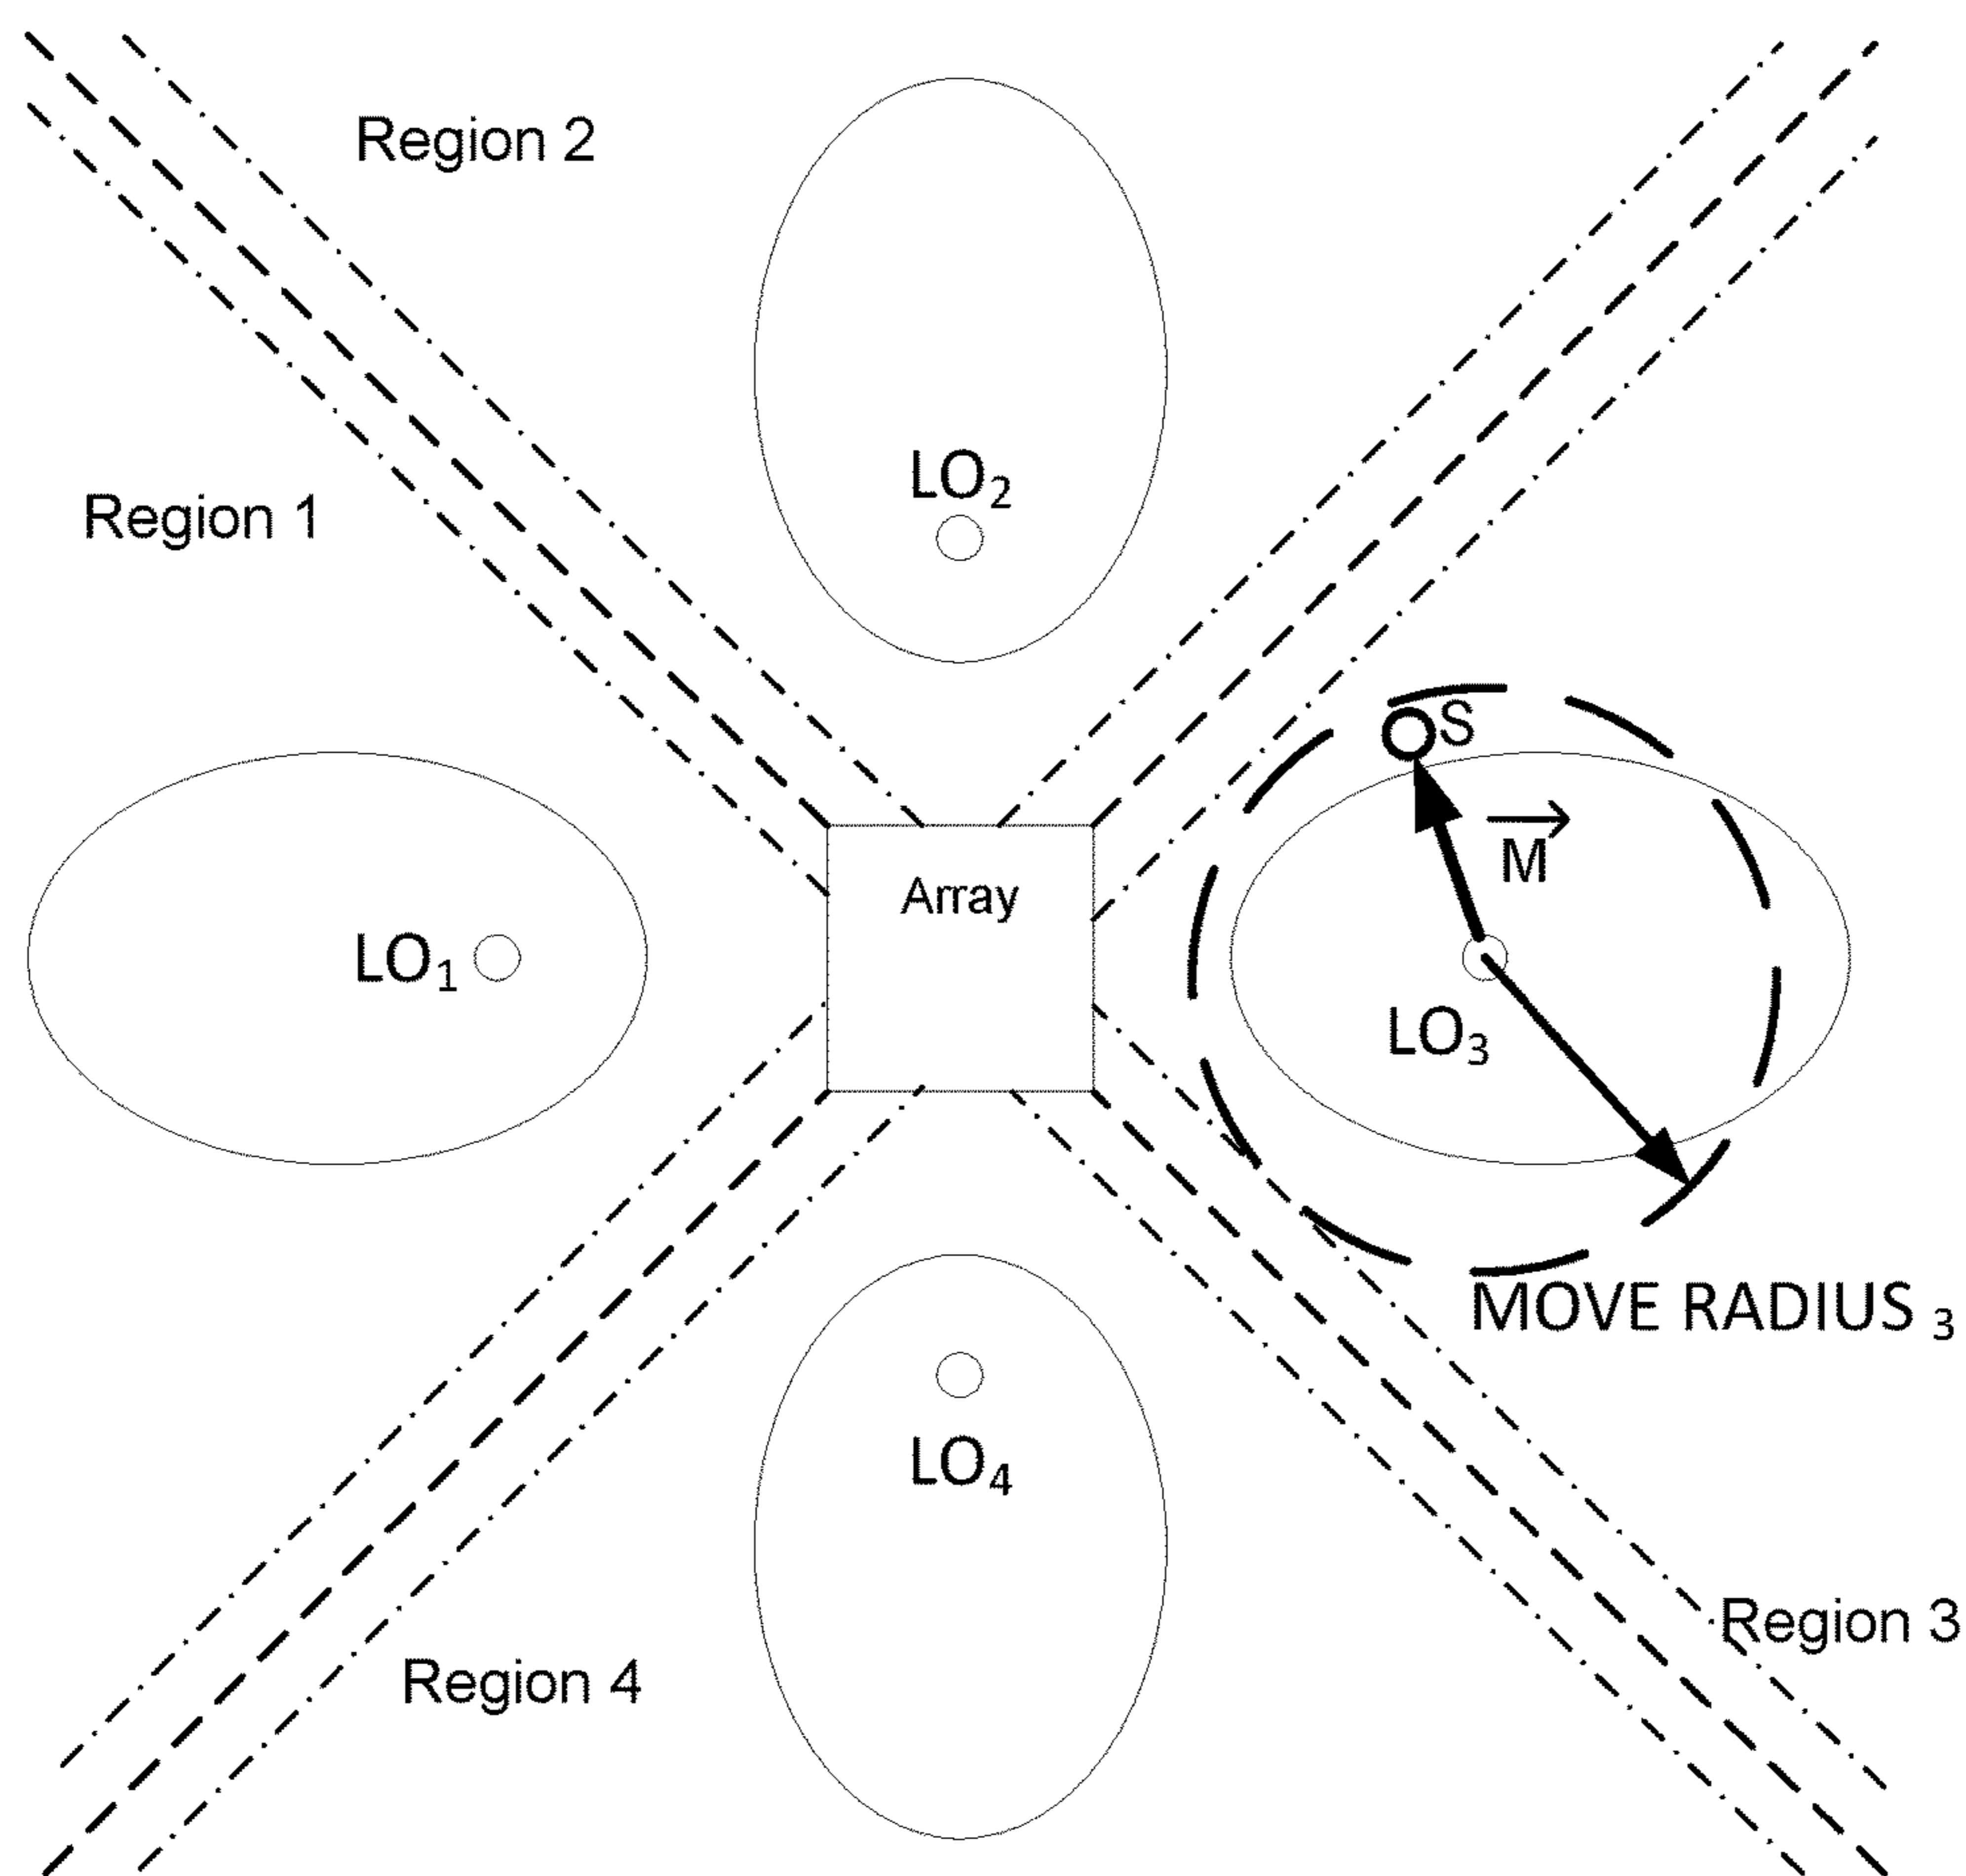 Region 2
LO₂
Region 1
S
M
Array
LO₁
LO₃
MOVE RADIUS ₃
LO₄
Region 3
Region 4